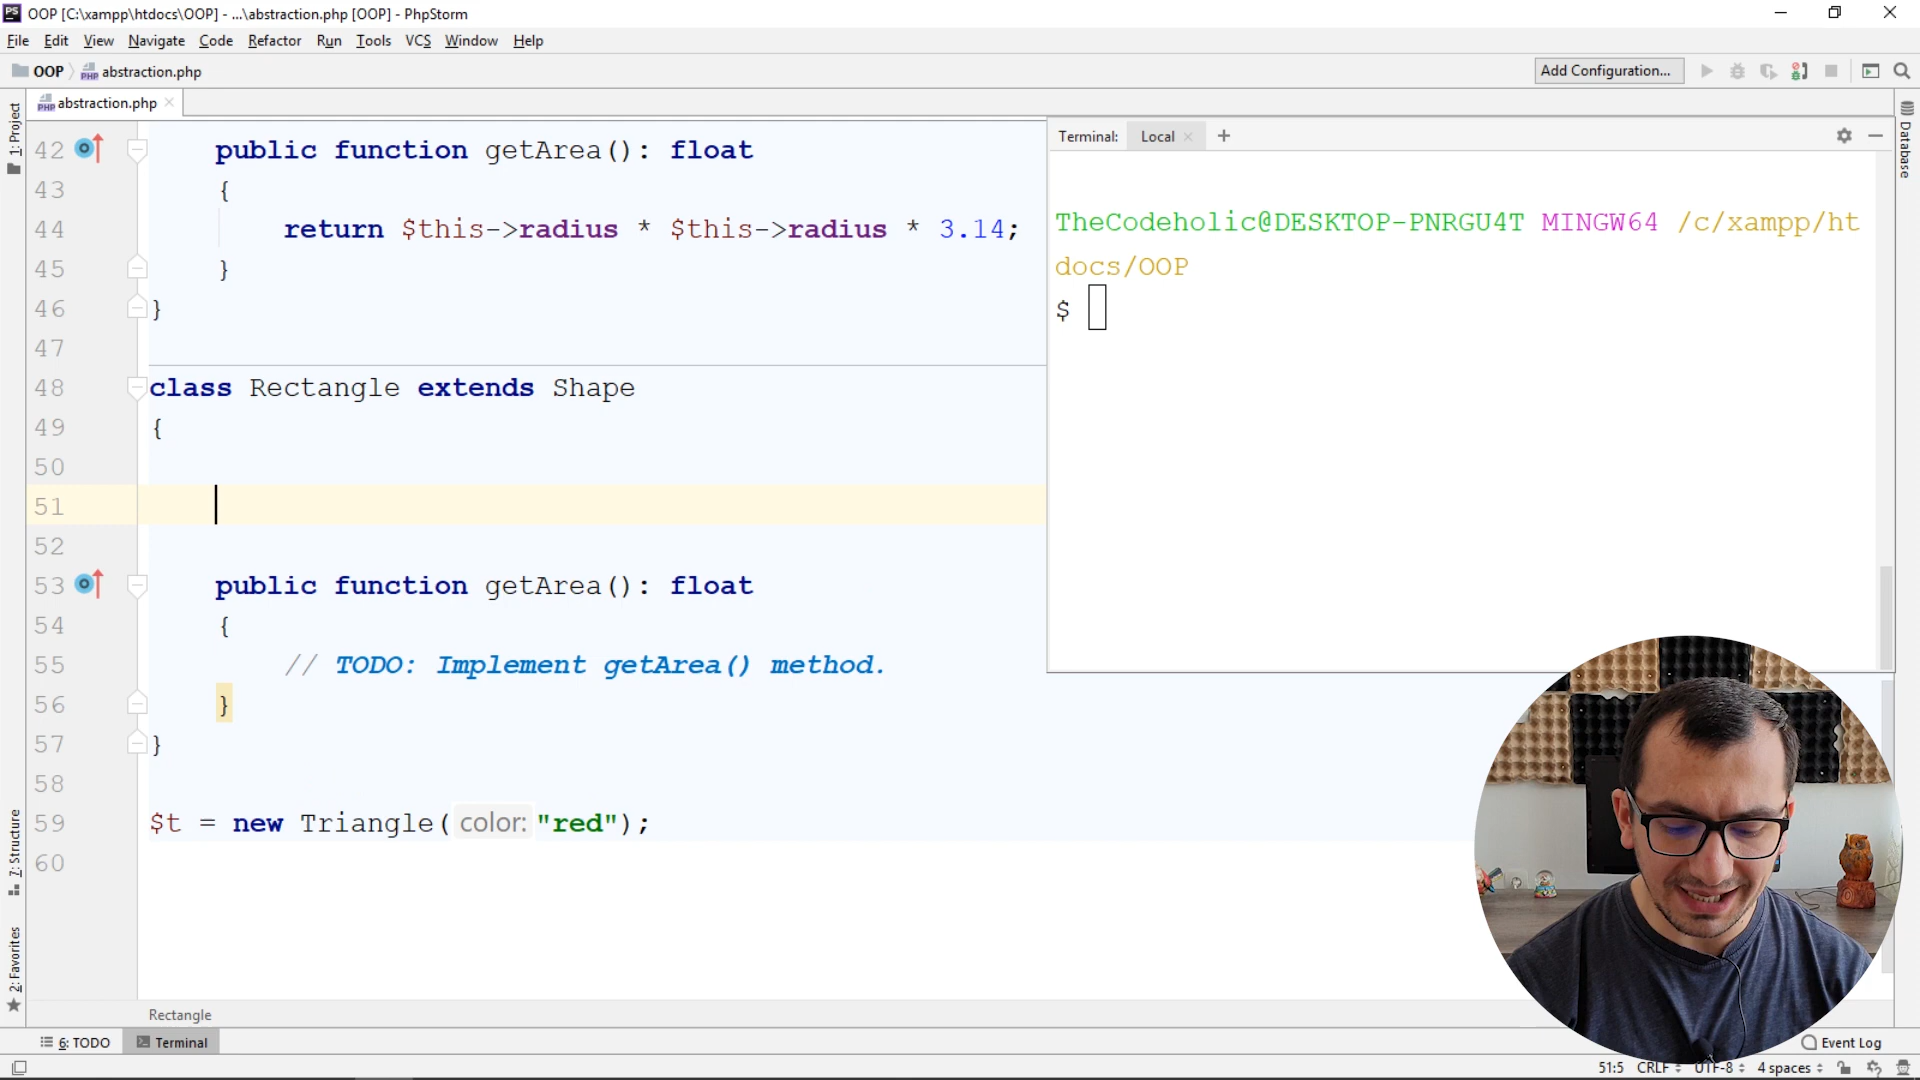 OOP [C:\xampp\htdocs\OOP] - ...\abstraction.php [OOP] - PhpStorm
File Edit View Navigate Code Refactor Run Tools VCS Window Help
OOP abstraction.php Add Configuration...
abstraction.php
1: Project
Database
7: Structure
2: Favorites
42 public function getArea(): float
43 {
44 return $this->radius * $this->radius * 3.14;
45 }
46 }
47
48 class Rectangle extends Shape
49 {
50
51
52
53 public function getArea(): float
54 {
55 // TODO: Implement getArea() method.
56 }
57 }
58
59 $t = new Triangle( color: "red");
60
Terminal: Local
TheCodeholic@DESKTOP-PNRGU4T MINGW64 /c/xampp/ht
docs/OOP
$
Rectangle
6: TODO Terminal Event Log
51:5 CRLF UTF-8 4 spaces